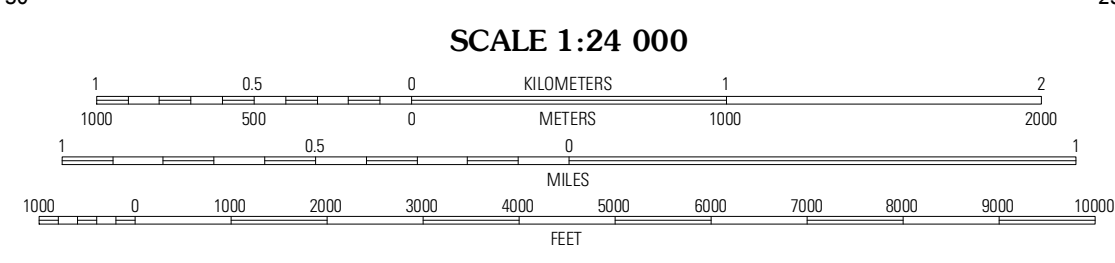 SCALE 1:24 000
1 0.5 0 KILOMETERS 1 2
1000 500 0 METERS 1000 2000
1 0.5 0 1
MILES
1000 0 1000 2000 3000 4000 5000 6000 7000 8000 9000 10000
FEET